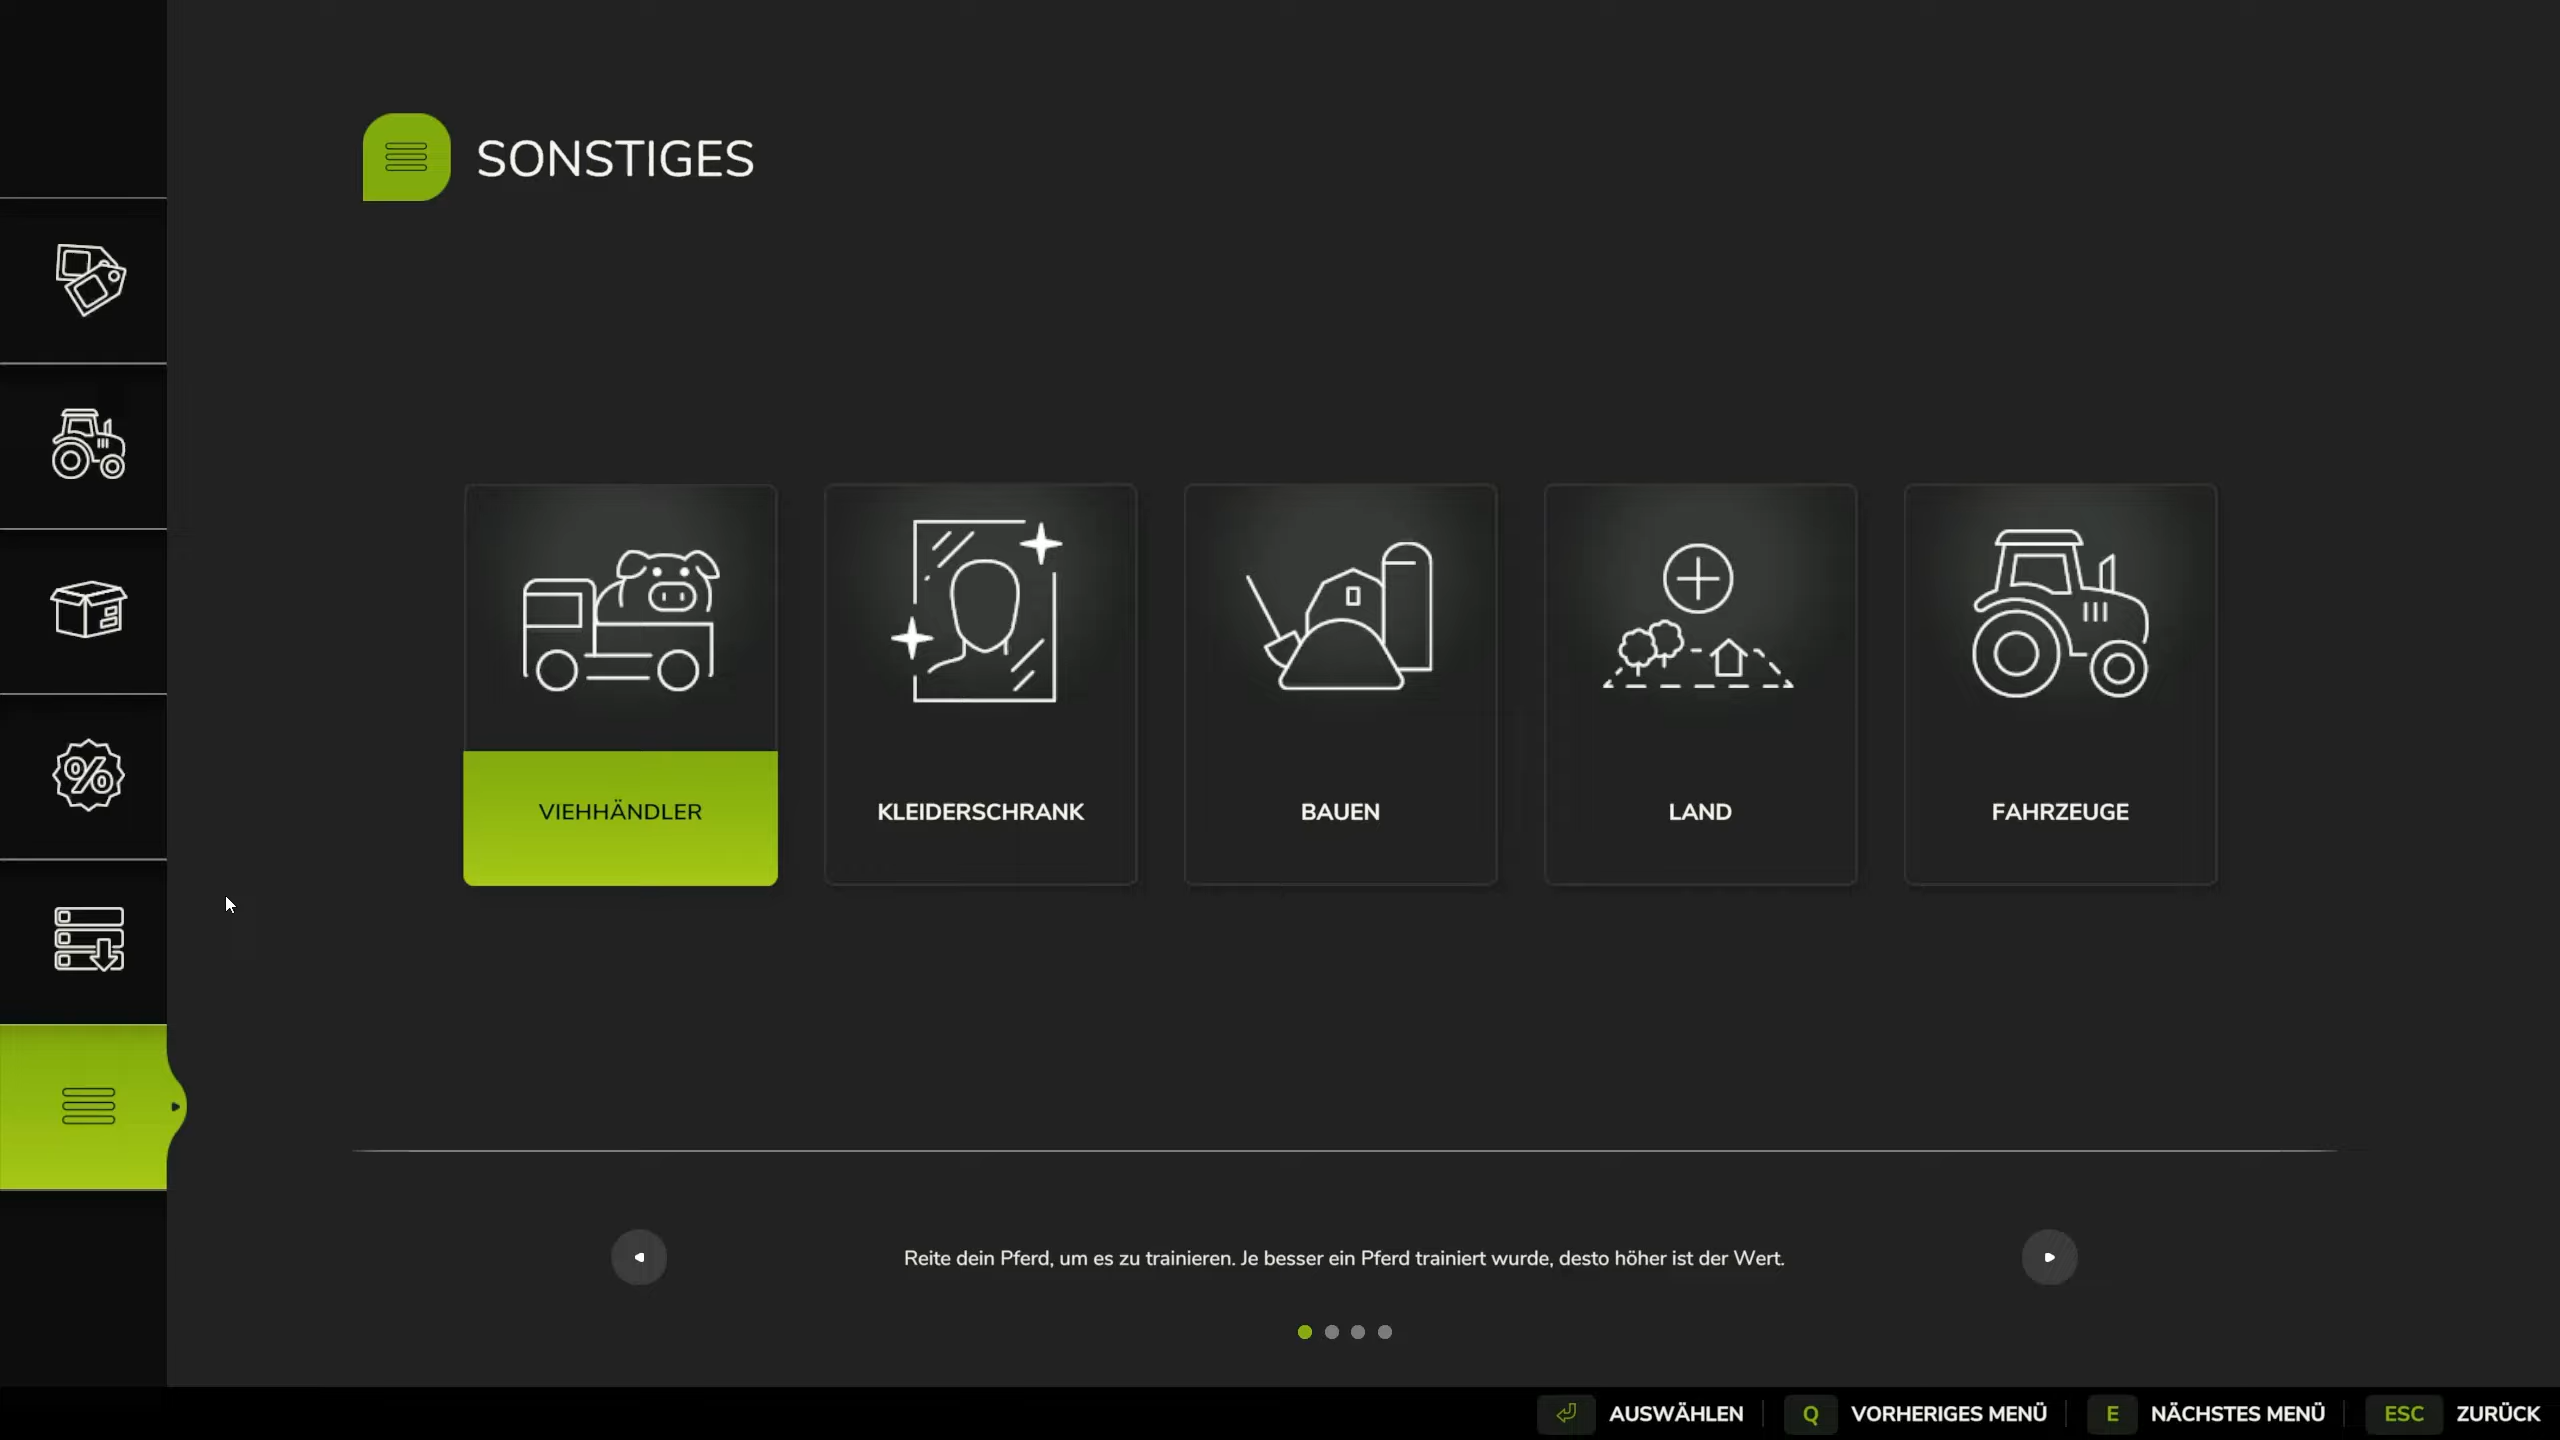 SONSTIGES
VIEHHÄNDLER
KLEIDERSCHRANK
BAUEN
LAND
FAHRZEUGE
Reite dein Pferd, um es zu trainieren. Je besser ein Pferd trainiert wurde, desto höher ist der Wert.
AUSWÄHLEN
Q VORHERIGES MENÜ
E NÄCHSTES MENÜ
ESC ZURÜCK